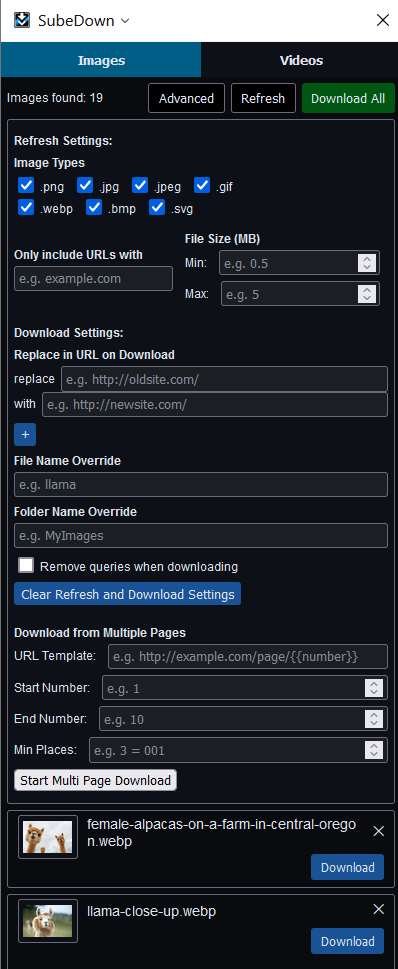 SubeDown
Images Videos
Images found: 19 Advanced Refresh Download All
Refresh Settings:
Image Types
.png .jpg .jpeg .gif
.webp .bmp .svg
File Size (MB)
Only include URLs with
Min: e.g. 0.5
e.g. example.com
Max: e.g. 5
Download Settings:
Replace in URL on Download
replace e.g. http://oldsite.com/
with e.g. http://newsite.com/
+
File Name Override
e.g. llama
Folder Name Override
e.g. MyImages
Remove queries when downloading
Clear Refresh and Download Settings
Download from Multiple Pages
URL Template: e.g. http://example.com/page/{{number}}
Start Number: e.g. 1
End Number: e.g. 10
Min Places: e.g. 3 = 001
Start Multi Page Download
female-alpacas-on-a-farm-in-central-orego
n.webp
Download
llama-close-up.webp
Download